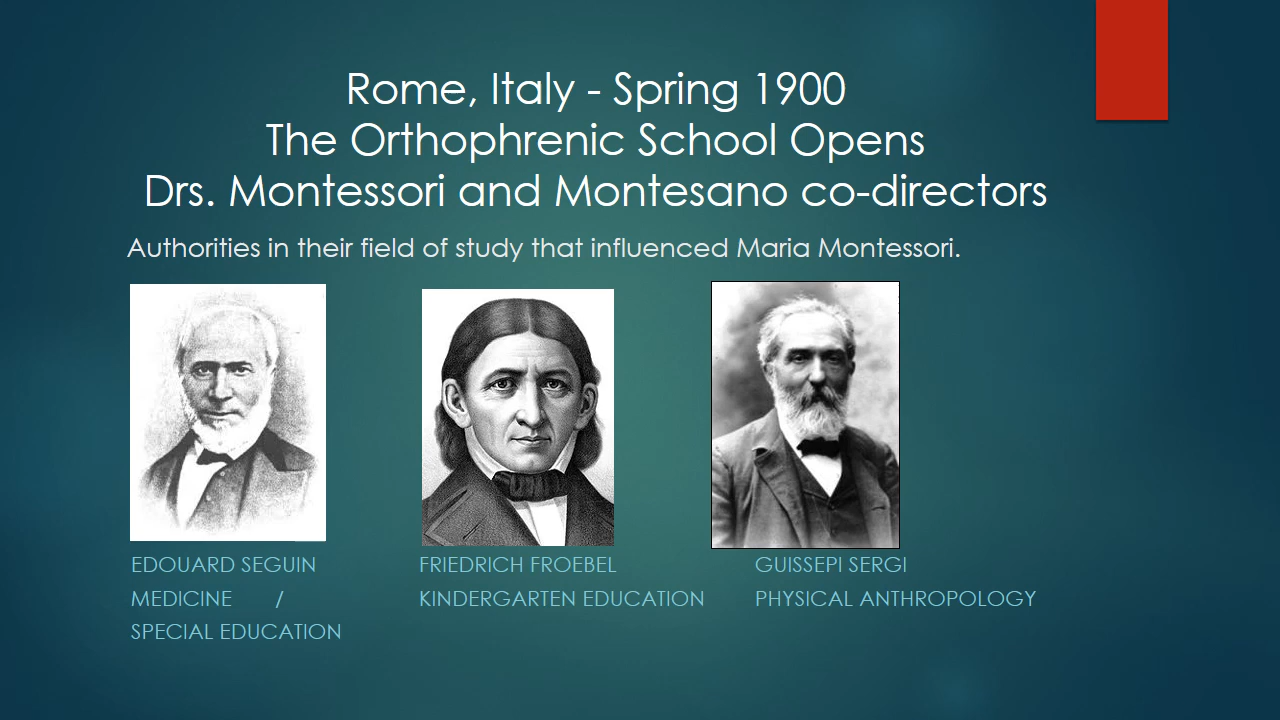 Rome, Italy - Spring 1900
The Orthophrenic School Opens
Drs. Montessori and Montesano co-directors
Authorities in their field of study that influenced Maria Montessori.
EDOUARD SEGUIN
MEDICINE /
SPECIAL EDUCATION
FRIEDRICH FROEBEL
KINDERGARTEN EDUCATION
GUISSEPI SERGI
PHYSICAL ANTHROPOLOGY